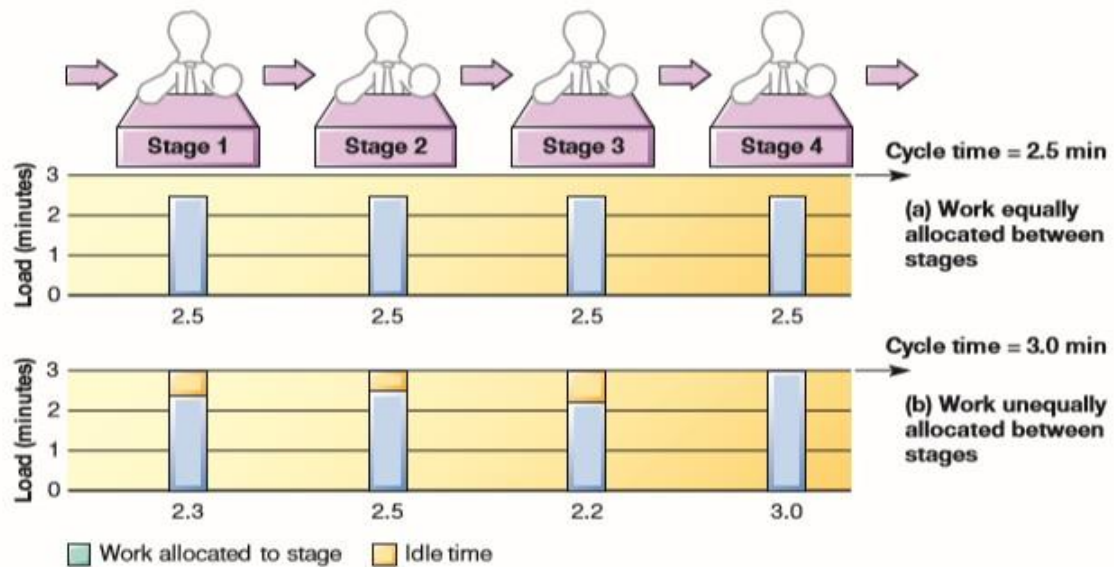 Stage 1
Stage 2
Stage 3
Stage 4
Cycle time = 2.5 min
Load (minutes)
3
2
1
0
(a) Work equally
allocated between
stages
2.5
2.5
2.5
2.5
Cycle time = 3.0 min
Load (minutes)
3
2
1
0
(b) Work unequally
allocated between
stages
2.3
2.5
2.2
3.0
Work allocated to stage
Idle time